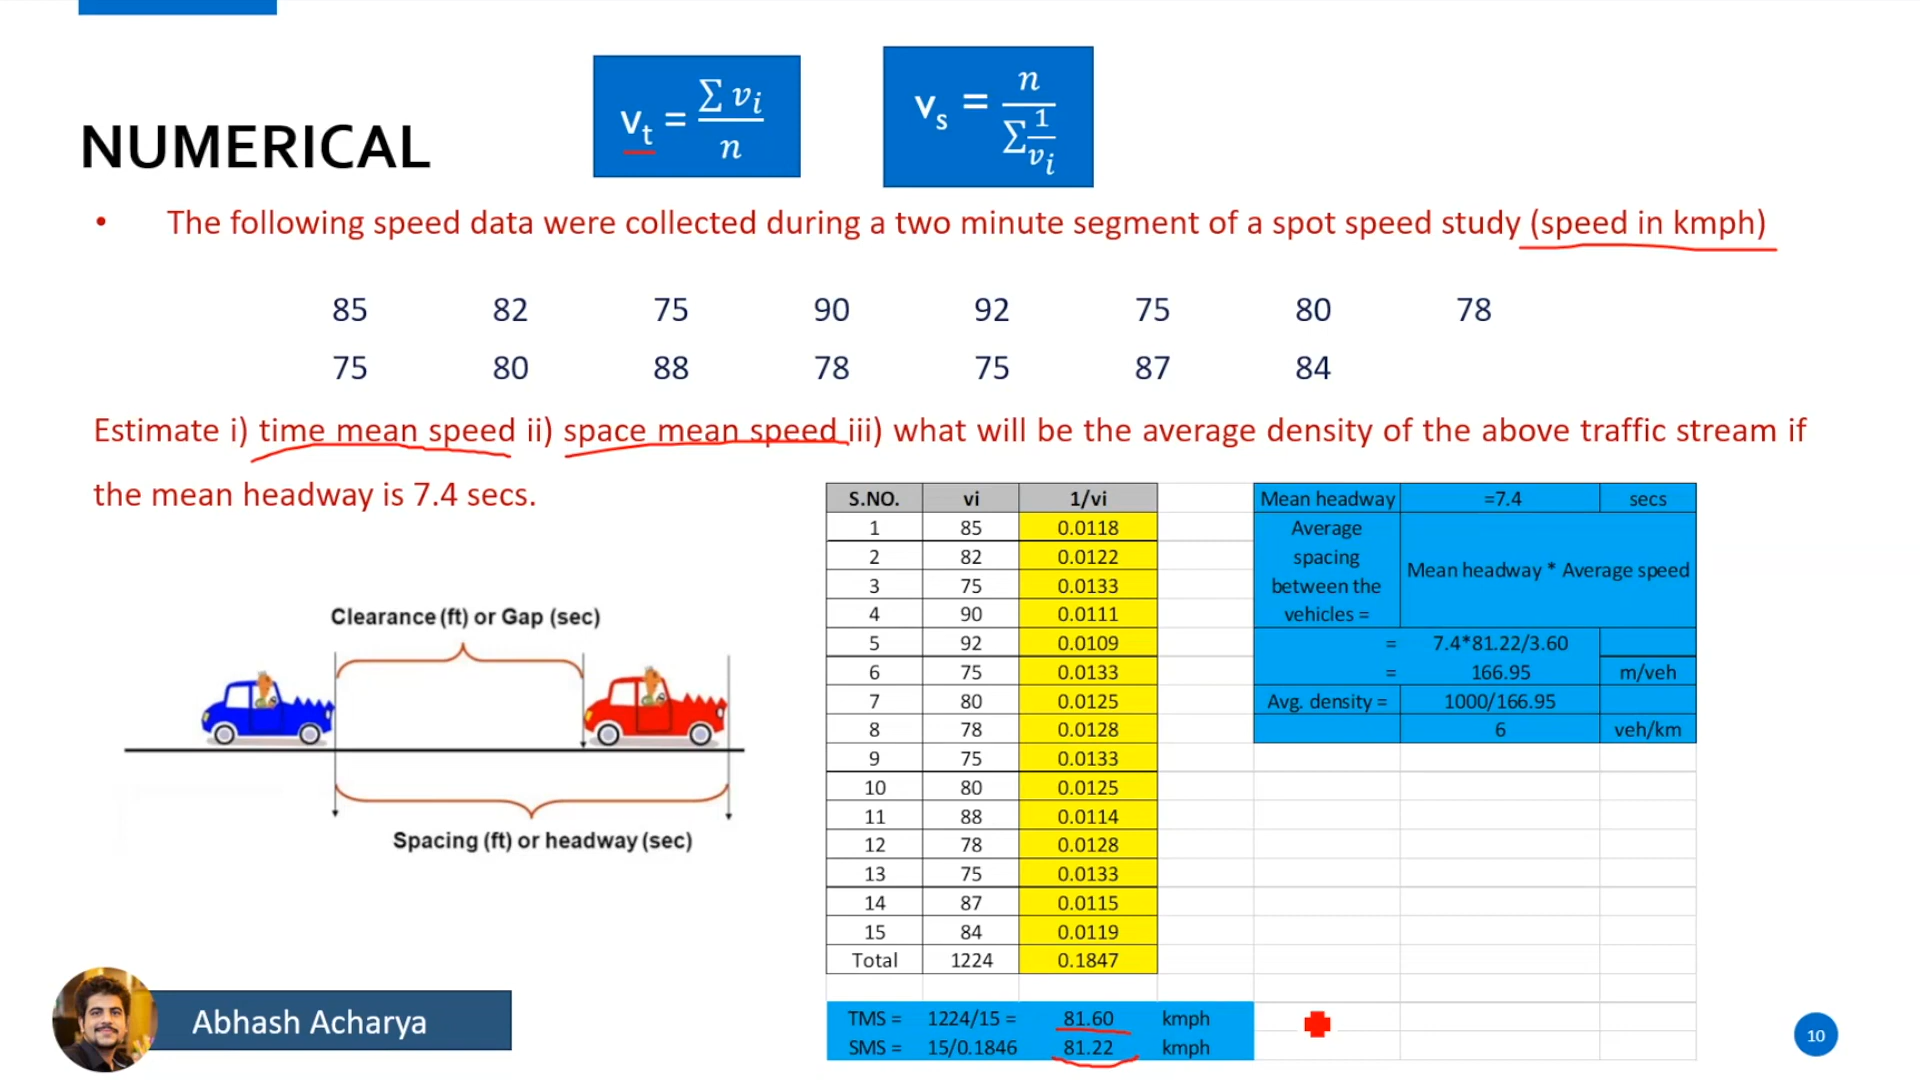 NUMERICAL
vt = ∑ vi / n
vs = n / ∑ 1/vi
• The following speed data were collected during a two minute segment of a spot speed study (speed in kmph)
85 82 75 90 92 75 80 78
75 80 88 78 75 87 84
Estimate i) time mean speed ii) space mean speed iii) what will be the average density of the above traffic stream if
the mean headway is 7.4 secs.
Clearance (ft) or Gap (sec)
Spacing (ft) or headway (sec)
S.NO. vi 1/vi
1 85 0.0118
2 82 0.0122
3 75 0.0133
4 90 0.0111
5 92 0.0109
6 75 0.0133
7 80 0.0125
8 78 0.0128
9 75 0.0133
10 80 0.0125
11 88 0.0114
12 78 0.0128
13 75 0.0133
14 87 0.0115
15 84 0.0119
Total 1224 0.1847
TMS = 1224/15 = 81.60 kmph
SMS = 15/0.1846 81.22 kmph
Mean headway =7.4 secs
Average
spacing
between the
vehicles =
Mean headway * Average speed
= 7.4*81.22/3.60
= 166.95 m/veh
Avg. density = 1000/166.95
6 veh/km
Abhash Acharya
10